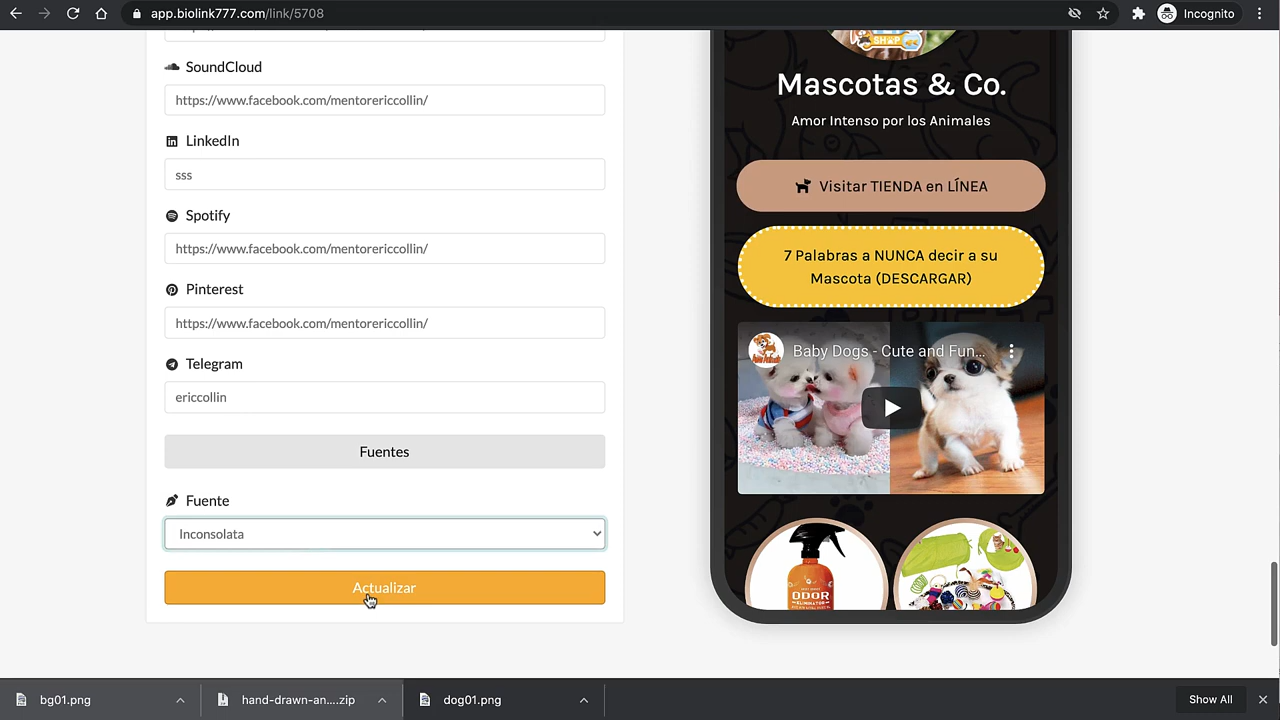 app.biolink777.com/link/5708
Incognito
SHOP
SoundCloud
https://www.facebook.com/mentorericcollin/
LinkedIn
sss
Spotify
https://www.facebook.com/mentorericcollin/
Pinterest
https://www.facebook.com/mentorericcollin/
Telegram
ericcollin
Fuentes
Fuente
Inconsolata
Actualizar
Mascotas & Co.
Amor Intenso por los Animales
Visitar TIENDA en LÍNEA
7 Palabras a NUNCA decir a su
Mascota (DESCARGAR)
Baby Dogs - Cute and Fun...
ODOR
ELIMINATOR
bg01.png
hand-drawn-an....zip
dog01.png
Show All